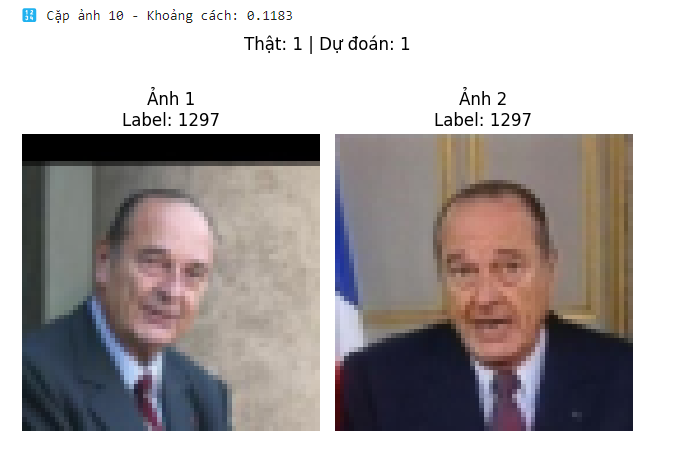 🔢 Cặp ảnh 10 - Khoảng cách: 0.1183
Thật: 1 | Dự đoán: 1
Ảnh 1
Label: 1297
Ảnh 2
Label: 1297